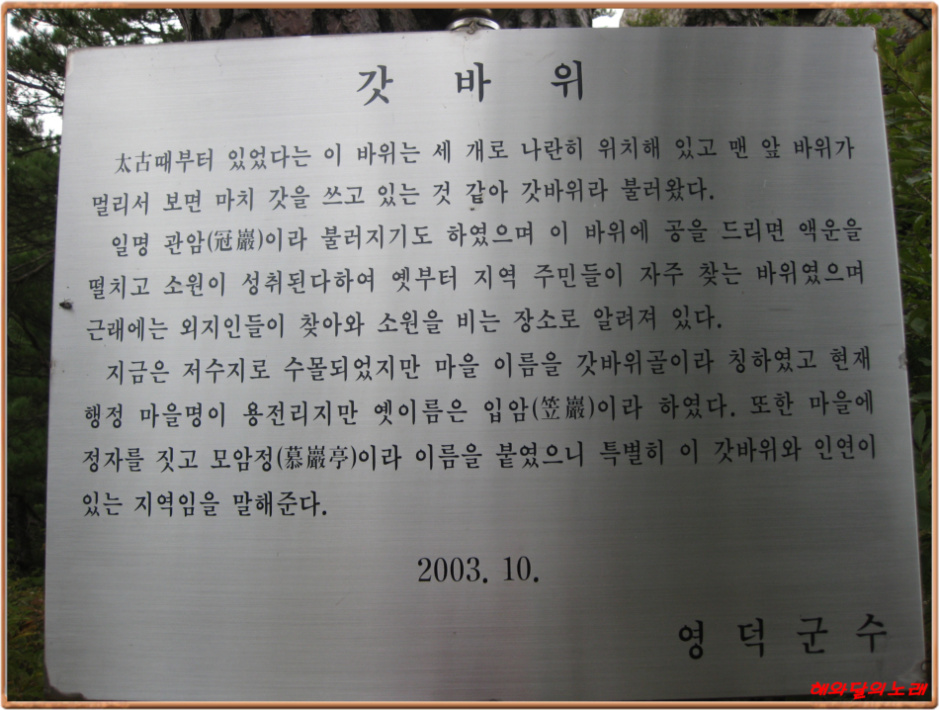 갓 바 위
太古때부터 있었다는 이 바위는 세 개로 나란히 위치해 있고 맨 앞 바위가
멀리서 보면 마치 갓을 쓰고 있는 것 같아 갓바위라 불러왔다.
일명 관암(冠巖)이라 불러지기도 하였으며 이 바위에 공을 드리면 액운을
떨치고 소원이 성취된다하여 옛부터 지역 주민들이 자주 찾는 바위였으며
근래에는 외지인들이 찾아와 소원을 비는 장소로 알려져 있다.
지금은 저수지로 수몰되었지만 마을 이름을 갓바위골이라 칭하였고 현재
행정 마을명이 용전리지만 옛이름은 입암(笠巖)이라 하였다. 또한 마을에
정자를 짓고 모암정(慕巖亭)이라 이름을 붙였으니 특별히 이 갓바위와 인연이
있는 지역임을 말해준다.
2003. 10.
영 덕 군 수
해와달의노래